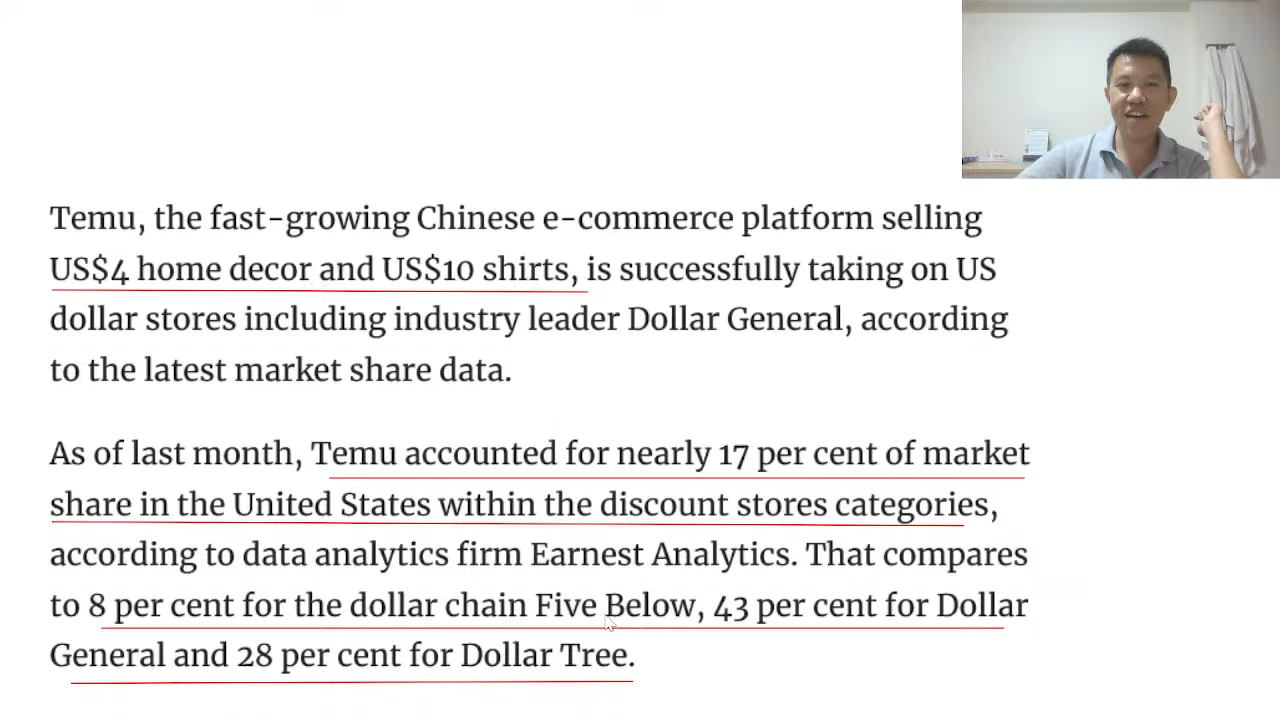 Temu, the fast-growing Chinese e-commerce platform selling
US$4 home decor and US$10 shirts, is successfully taking on US
dollar stores including industry leader Dollar General, according
to the latest market share data.
As of last month, Temu accounted for nearly 17 per cent of market
share in the United States within the discount stores categories,
according to data analytics firm Earnest Analytics. That compares
to 8 per cent for the dollar chain Five Below, 43 per cent for Dollar
General and 28 per cent for Dollar Tree.